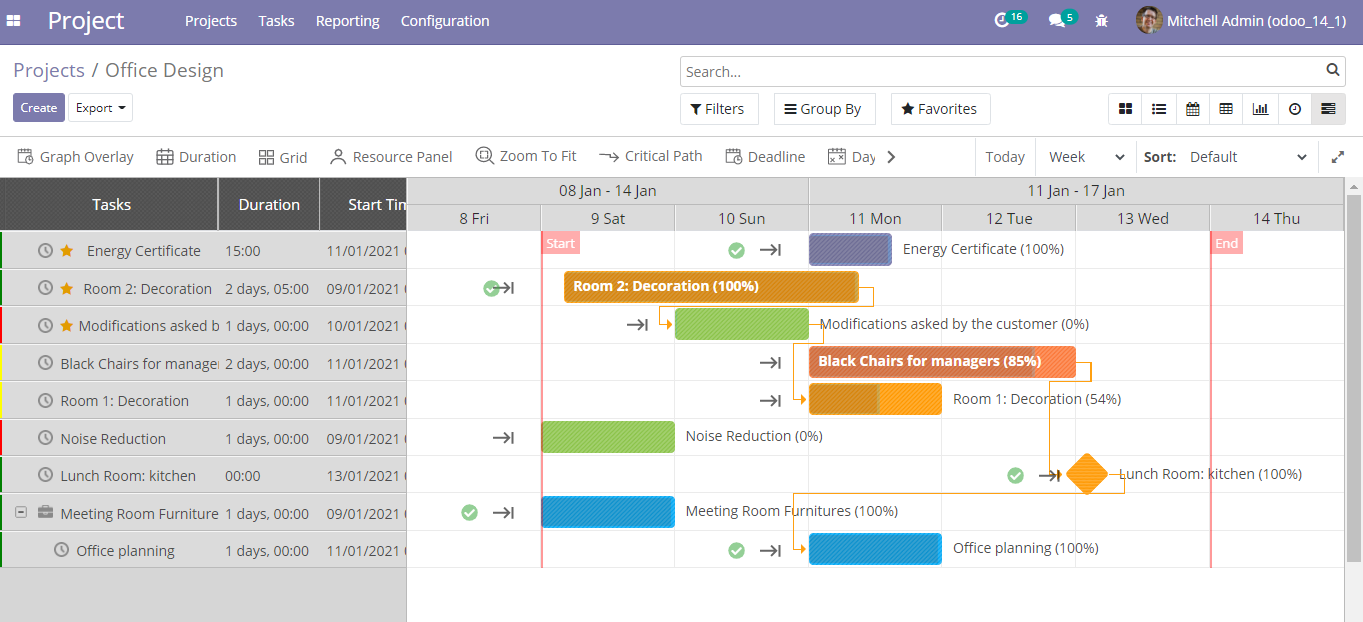 Project Projects Tasks Reporting Configuration 16 5 Mitchell Admin (odoo_14_1)
Projects / Office Design
Search...
Create Export
Filters Group By Favorites
Graph Overlay Duration Grid Resource Panel Zoom To Fit Critical Path Deadline Day Today Week Sort: Default
08 Jan - 14 Jan 11 Jan - 17 Jan
Tasks Duration Start Tim
8 Fri 9 Sat 10 Sun 11 Mon 12 Tue 13 Wed 14 Thu
Start End
Energy Certificate 15:00 11/01/2021 Energy Certificate (100%)
Room 2: Decoration 2 days, 05:00 09/01/2021 Room 2: Decoration (100%)
Modifications asked b 1 days, 00:00 10/01/2021 Modifications asked by the customer (0%)
Black Chairs for manager 2 days, 00:00 11/01/2021 Black Chairs for managers (85%)
Room 1: Decoration 1 days, 00:00 11/01/2021 Room 1: Decoration (54%)
Noise Reduction 1 days, 00:00 09/01/2021 Noise Reduction (0%)
Lunch Room: kitchen 00:00 13/01/2021 Lunch Room: kitchen (100%)
Meeting Room Furniture 1 days, 00:00 09/01/2021 Meeting Room Furnitures (100%)
Office planning 1 days, 00:00 11/01/2021 Office planning (100%)